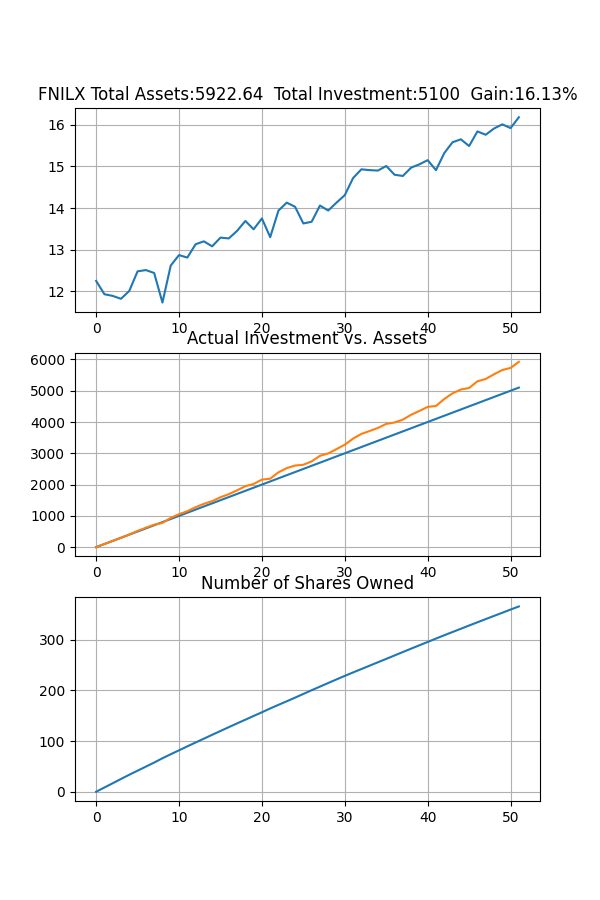 FNILX Total Assets:5922.64  Total Investment:5100  Gain:16.13%
16
15
14
13
12
0 10 20 30 40 50
Actual Investment vs. Assets
6000
5000
4000
3000
2000
1000
0
0 10 20 30 40 50
Number of Shares Owned
300
200
100
0
0 10 20 30 40 50